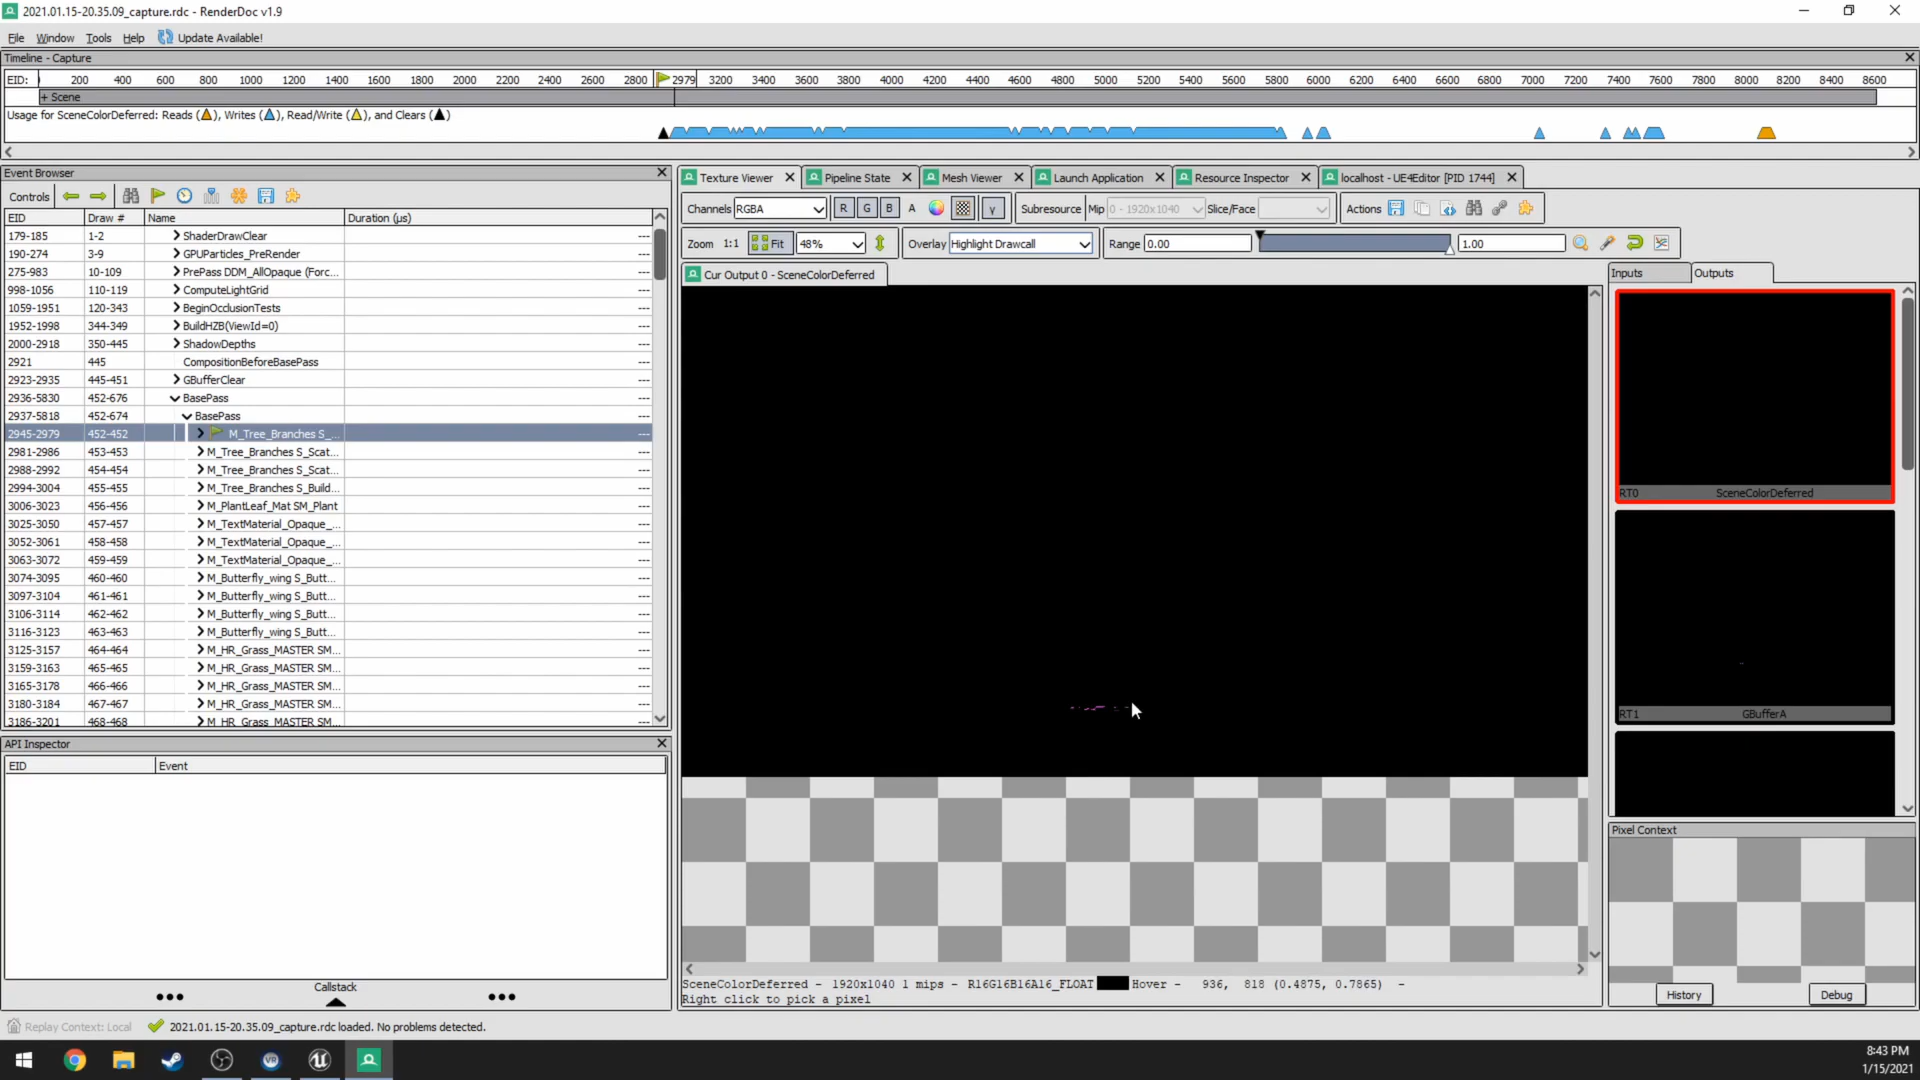 2021.01.15-20.35.09_capture.rdc - RenderDoc v1.9
File Window Tools Help Update Available!
Timeline - Capture
EID: 200 400 600 800 1000 1200 1400 1600 1800 2000 2200 2400 2600 2800 2979 3200 3400 3600 3800 4000 4200 4400 4600 4800 5000 5200 5400 5600 5800 6000 6200 6400 6600 6800 7000 7200 7400 7600 7800 8000 8200 8400 8600
+ Scene
Usage for SceneColorDeferred: Reads ( ), Writes ( ), Read/Write ( ), and Clears ( )
Event Browser
Controls
EID Draw # Name Duration (µs)
179-185 1-2 ShaderDrawClear ---
190-274 3-9 GPUParticles_PreRender ---
275-983 10-109 PrePass DDM_AllOpaque (Forc... ---
998-1056 110-119 ComputeLightGrid ---
1059-1951 120-343 BeginOcclusionTests ---
1952-1998 344-349 BuildHZB(ViewId=0) ---
2000-2918 350-445 ShadowDepths ---
2921 445 CompositionBeforeBasePass ---
2923-2935 445-451 GBufferClear ---
2936-5830 452-676 BasePass ---
2937-5818 452-674 BasePass ---
2945-2979 452-452 M_Tree_Branches S_... ---
2981-2986 453-453 M_Tree_Branches S_Scat... ---
2988-2992 454-454 M_Tree_Branches S_Scat... ---
2994-3004 455-455 M_Tree_Branches S_Build... ---
3006-3023 456-456 M_PlantLeaf_Mat SM_Plant ---
3025-3050 457-457 M_TextMaterial_Opaque_... ---
3052-3061 458-458 M_TextMaterial_Opaque_... ---
3063-3072 459-459 M_TextMaterial_Opaque_... ---
3074-3095 460-460 M_Butterfly_wing S_Butt... ---
3097-3104 461-461 M_Butterfly_wing S_Butt... ---
3106-3114 462-462 M_Butterfly_wing S_Butt... ---
3116-3123 463-463 M_Butterfly_wing S_Butt... ---
3125-3157 464-464 M_HR_Grass_MASTER SM... ---
3159-3163 465-465 M_HR_Grass_MASTER SM... ---
3165-3178 466-466 M_HR_Grass_MASTER SM... ---
3180-3184 467-467 M_HR_Grass_MASTER SM... ---
3186-3201 468-468 M_HR_Grass_MASTER SM... ---
API Inspector
EID Event
Callstack
Texture Viewer Pipeline State Mesh Viewer Launch Application Resource Inspector localhost - UE4Editor [PID 1744]
Channels RGBA R G B A γ Subresource Mip 0 - 1920x1040 Slice/Face Actions
Zoom 1:1 Fit 48% Overlay Highlight Drawcall Range 0.00 1.00
Cur Output 0 - SceneColorDeferred
Inputs Outputs
RT0 SceneColorDeferred
RT1 GBufferA
Pixel Context
History Debug
SceneColorDeferred - 1920x1040 1 mips - R16G16B16A16_FLOAT Hover - 936, 818 (0.4875, 0.7865) -
Right click to pick a pixel
Replay Context: Local 2021.01.15-20.35.09_capture.rdc loaded. No problems detected.
8:43 PM
1/15/2021